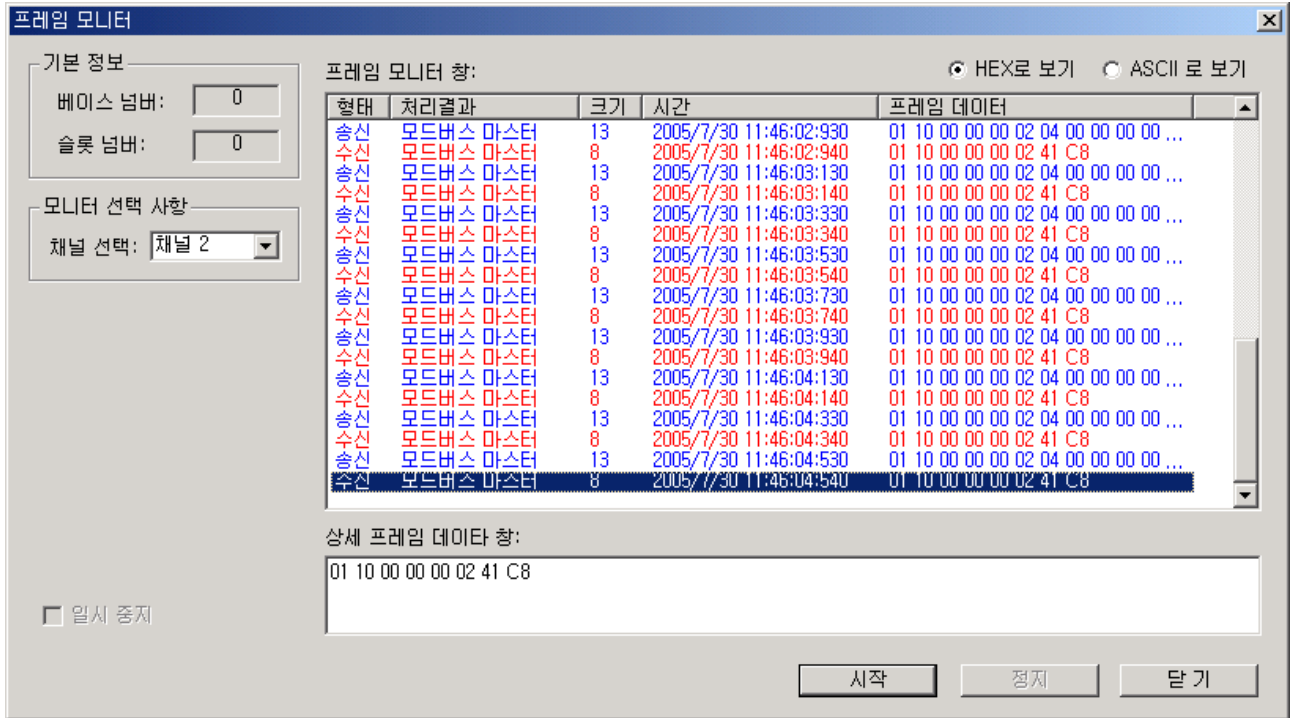 프레임 모니터
기본 정보
베이스 넘버: 0
슬롯 넘버: 0
모니터 선택 사항
채널 선택: 채널 2
일시 중지
프레임 모니터 창:
HEX로 보기 ASCII 로 보기
형태 처리결과 크기 시간 프레임 데이터
송신 모드버스 마스터 13 2005/7/30 11:46:02:930 01 10 00 00 00 02 04 00 00 00 00 ...
수신 모드버스 마스터 8 2005/7/30 11:46:02:940 01 10 00 00 00 02 41 C8
송신 모드버스 마스터 13 2005/7/30 11:46:03:130 01 10 00 00 00 02 04 00 00 00 00 ...
수신 모드버스 마스터 8 2005/7/30 11:46:03:140 01 10 00 00 00 02 41 C8
송신 모드버스 마스터 13 2005/7/30 11:46:03:330 01 10 00 00 00 02 04 00 00 00 00 ...
수신 모드버스 마스터 8 2005/7/30 11:46:03:340 01 10 00 00 00 02 41 C8
송신 모드버스 마스터 13 2005/7/30 11:46:03:530 01 10 00 00 00 02 04 00 00 00 00 ...
수신 모드버스 마스터 8 2005/7/30 11:46:03:540 01 10 00 00 00 02 41 C8
송신 모드버스 마스터 13 2005/7/30 11:46:03:730 01 10 00 00 00 02 04 00 00 00 00 ...
수신 모드버스 마스터 8 2005/7/30 11:46:03:740 01 10 00 00 00 02 41 C8
송신 모드버스 마스터 13 2005/7/30 11:46:03:930 01 10 00 00 00 02 04 00 00 00 00 ...
수신 모드버스 마스터 8 2005/7/30 11:46:03:940 01 10 00 00 00 02 41 C8
송신 모드버스 마스터 13 2005/7/30 11:46:04:130 01 10 00 00 00 02 04 00 00 00 00 ...
수신 모드버스 마스터 8 2005/7/30 11:46:04:140 01 10 00 00 00 02 41 C8
송신 모드버스 마스터 13 2005/7/30 11:46:04:330 01 10 00 00 00 02 04 00 00 00 00 ...
수신 모드버스 마스터 8 2005/7/30 11:46:04:340 01 10 00 00 00 02 41 C8
송신 모드버스 마스터 13 2005/7/30 11:46:04:530 01 10 00 00 00 02 04 00 00 00 00 ...
수신 모드버스 마스터 8 2005/7/30 11:46:04:540 01 10 00 00 00 02 41 C8
상세 프레임 데이타 창:
01 10 00 00 00 02 41 C8
시작 정지 닫 기